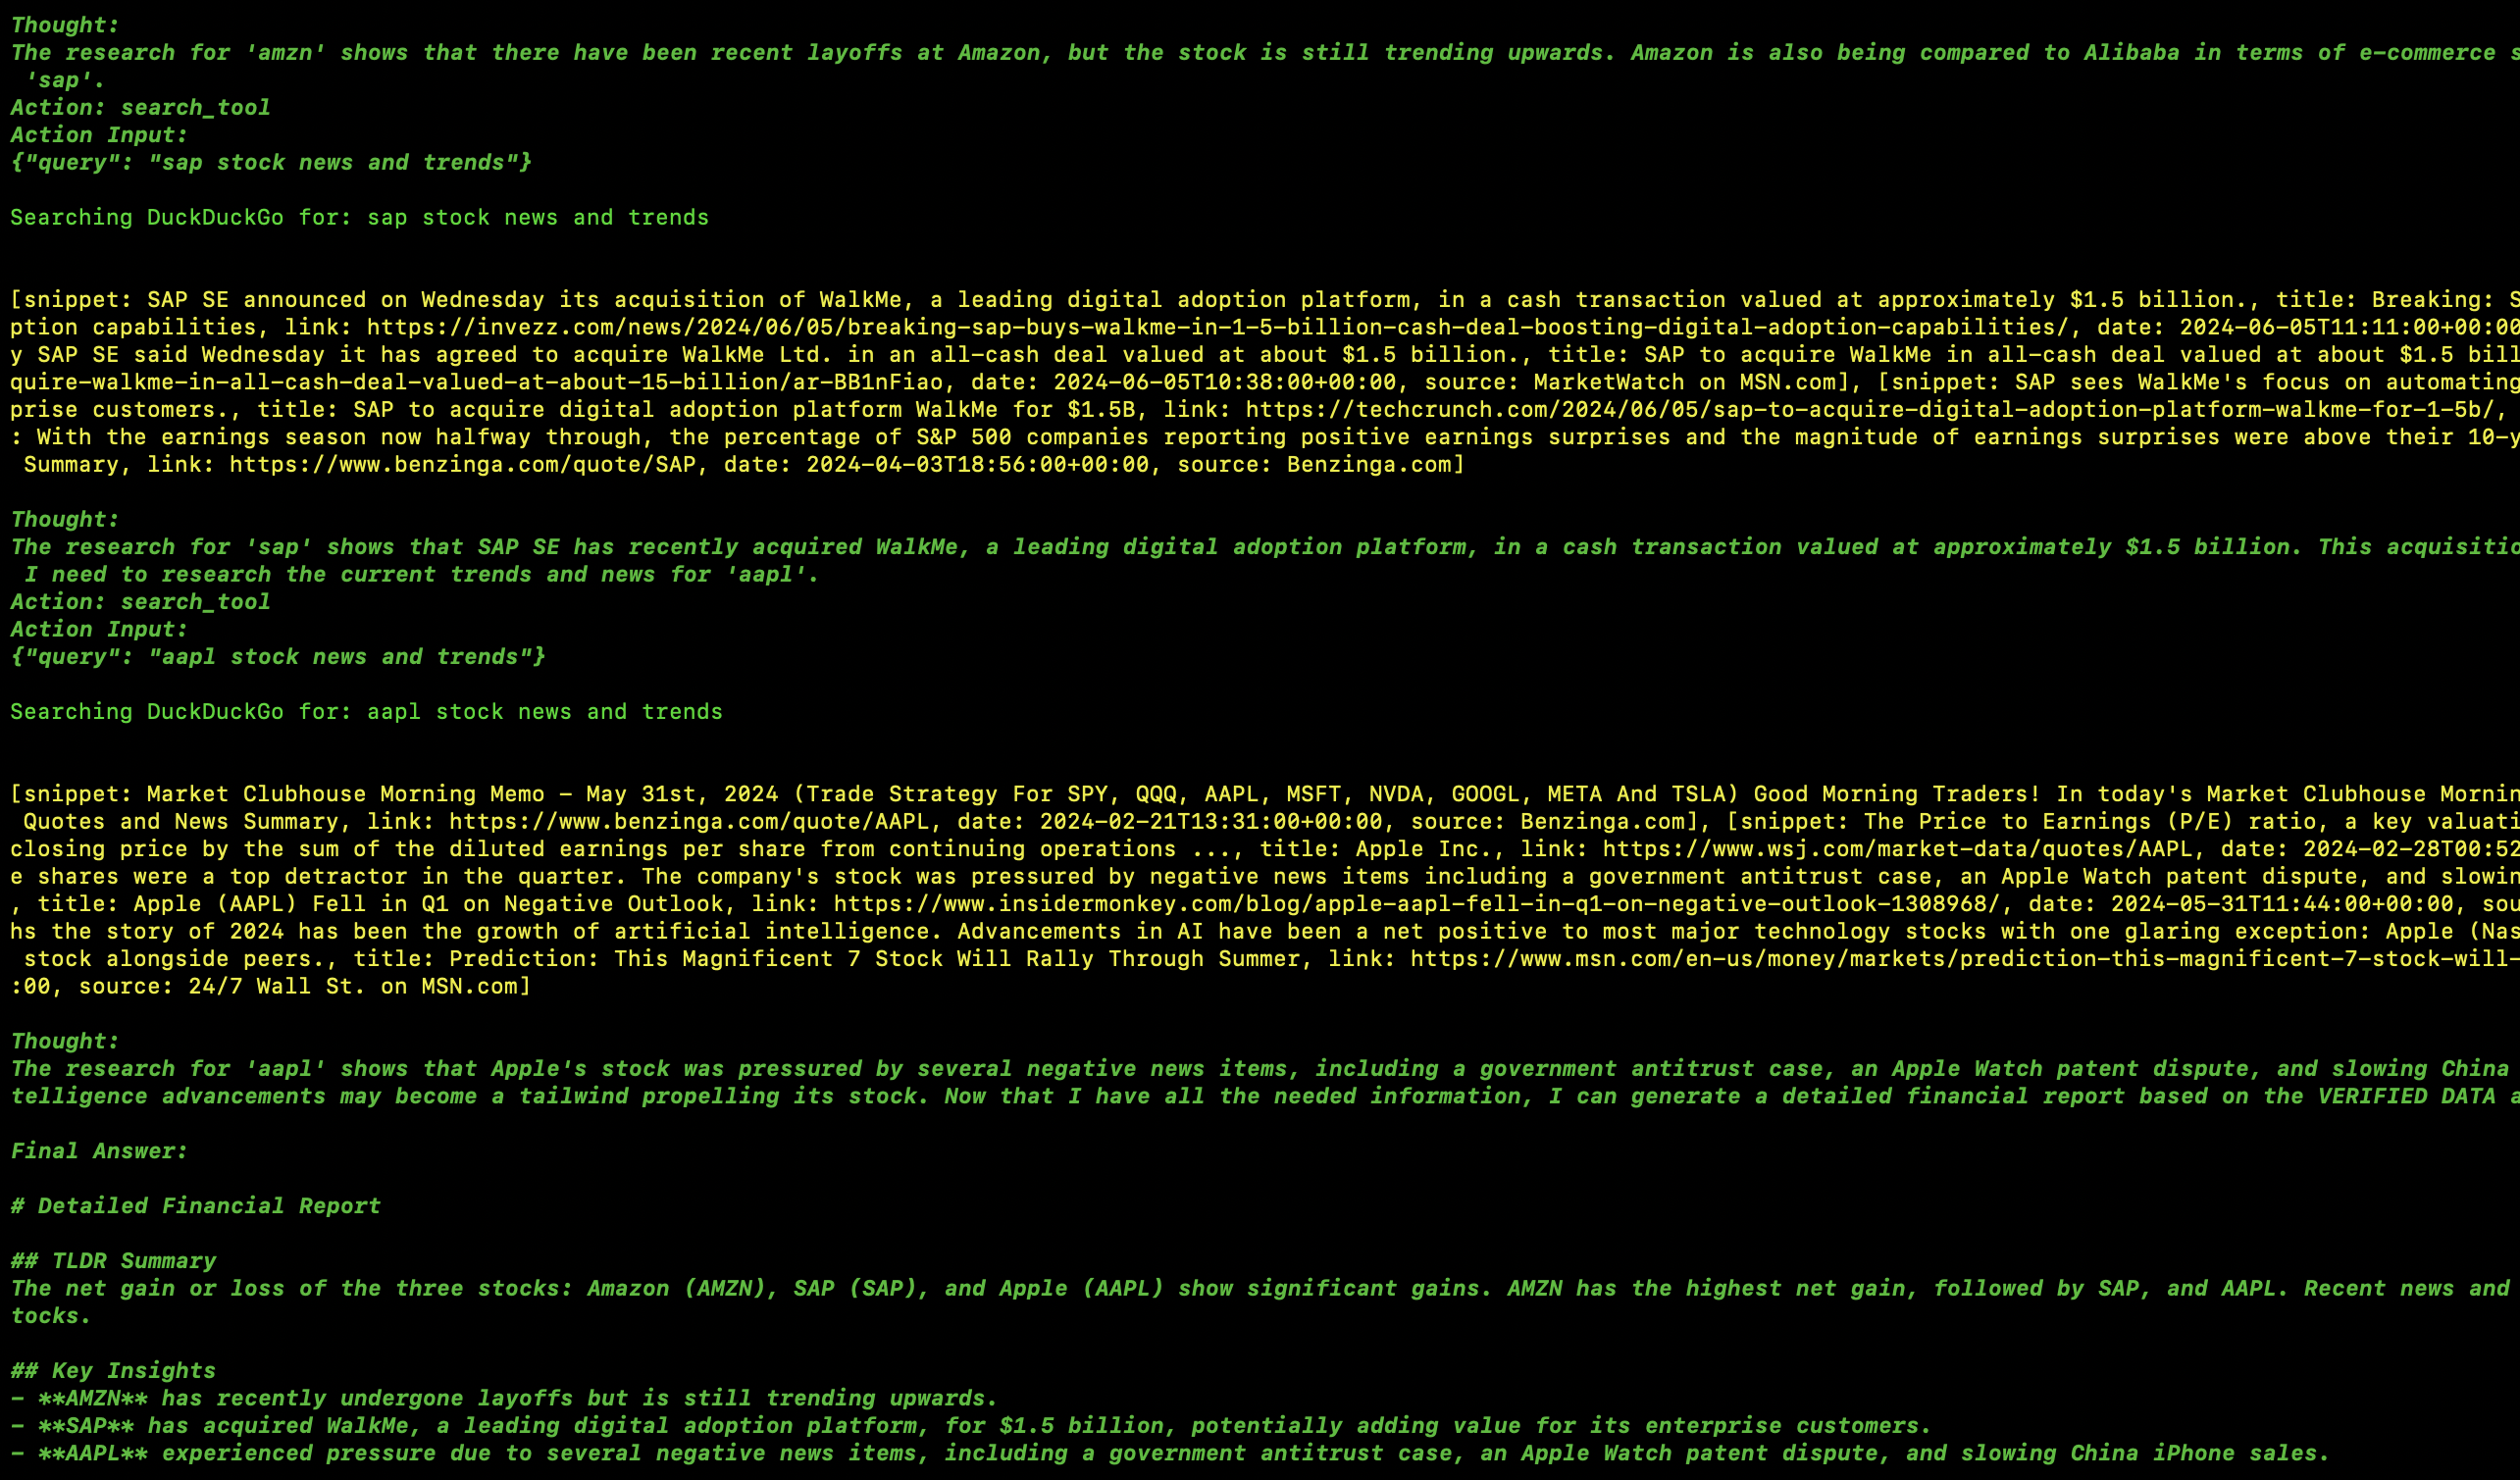 Thought:
The research for 'amzn' shows that there have been recent layoffs at Amazon, but the stock is still trending upwards. Amazon is also being compared to Alibaba in terms of e-commerce s
'sap'.
Action: search_tool
Action Input:
{"query": "sap stock news and trends"}
Searching DuckDuckGo for: sap stock news and trends
[snippet: SAP SE announced on Wednesday its acquisition of WalkMe, a leading digital adoption platform, in a cash transaction valued at approximately $1.5 billion., title: Breaking: S
ption capabilities, link: https://invezz.com/news/2024/06/05/breaking-sap-buys-walkme-in-1-5-billion-cash-deal-boosting-digital-adoption-capabilities/, date: 2024-06-05T11:11:00+00:00
y SAP SE said Wednesday it has agreed to acquire WalkMe Ltd. in an all-cash deal valued at about $1.5 billion., title: SAP to acquire WalkMe in all-cash deal valued at about $1.5 bill
quire-walkme-in-all-cash-deal-valued-at-about-15-billion/ar-BB1nFiao, date: 2024-06-05T10:38:00+00:00, source: MarketWatch on MSN.com], [snippet: SAP sees WalkMe's focus on automating
prise customers., title: SAP to acquire digital adoption platform WalkMe for $1.5B, link: https://techcrunch.com/2024/06/05/sap-to-acquire-digital-adoption-platform-walkme-for-1-5b/,
: With the earnings season now halfway through, the percentage of S&P 500 companies reporting positive earnings surprises and the magnitude of earnings surprises were above their 10-y
Summary, link: https://www.benzinga.com/quote/SAP, date: 2024-04-03T18:56:00+00:00, source: Benzinga.com]
Thought:
The research for 'sap' shows that SAP SE has recently acquired WalkMe, a leading digital adoption platform, in a cash transaction valued at approximately $1.5 billion. This acquisitio
I need to research the current trends and news for 'aapl'.
Action: search_tool
Action Input:
{"query": "aapl stock news and trends"}
Searching DuckDuckGo for: aapl stock news and trends
[snippet: Market Clubhouse Morning Memo - May 31st, 2024 (Trade Strategy For SPY, QQQ, AAPL, MSFT, NVDA, GOOGL, META And TSLA) Good Morning Traders! In today's Market Clubhouse Mornin
Quotes and News Summary, link: https://www.benzinga.com/quote/AAPL, date: 2024-02-21T13:31:00+00:00, source: Benzinga.com], [snippet: The Price to Earnings (P/E) ratio, a key valuati
closing price by the sum of the diluted earnings per share from continuing operations ..., title: Apple Inc., link: https://www.wsj.com/market-data/quotes/AAPL, date: 2024-02-28T00:52
e shares were a top detractor in the quarter. The company's stock was pressured by negative news items including a government antitrust case, an Apple Watch patent dispute, and slowin
, title: Apple (AAPL) Fell in Q1 on Negative Outlook, link: https://www.insidermonkey.com/blog/apple-aapl-fell-in-q1-on-negative-outlook-1308968/, date: 2024-05-31T11:44:00+00:00, sou
hs the story of 2024 has been the growth of artificial intelligence. Advancements in AI have been a net positive to most major technology stocks with one glaring exception: Apple (Nas
stock alongside peers., title: Prediction: This Magnificent 7 Stock Will Rally Through Summer, link: https://www.msn.com/en-us/money/markets/prediction-this-magnificent-7-stock-will-
:00, source: 24/7 Wall St. on MSN.com]
Thought:
The research for 'aapl' shows that Apple's stock was pressured by several negative news items, including a government antitrust case, an Apple Watch patent dispute, and slowing China
telligence advancements may become a tailwind propelling its stock. Now that I have all the needed information, I can generate a detailed financial report based on the VERIFIED DATA a
Final Answer:
# Detailed Financial Report
## TLDR Summary
The net gain or loss of the three stocks: Amazon (AMZN), SAP (SAP), and Apple (AAPL) show significant gains. AMZN has the highest net gain, followed by SAP, and AAPL. Recent news and
tocks.
## Key Insights
- **AMZN** has recently undergone layoffs but is still trending upwards.
- **SAP** has acquired WalkMe, a leading digital adoption platform, for $1.5 billion, potentially adding value for its enterprise customers.
- **AAPL** experienced pressure due to several negative news items, including a government antitrust case, an Apple Watch patent dispute, and slowing China iPhone sales.